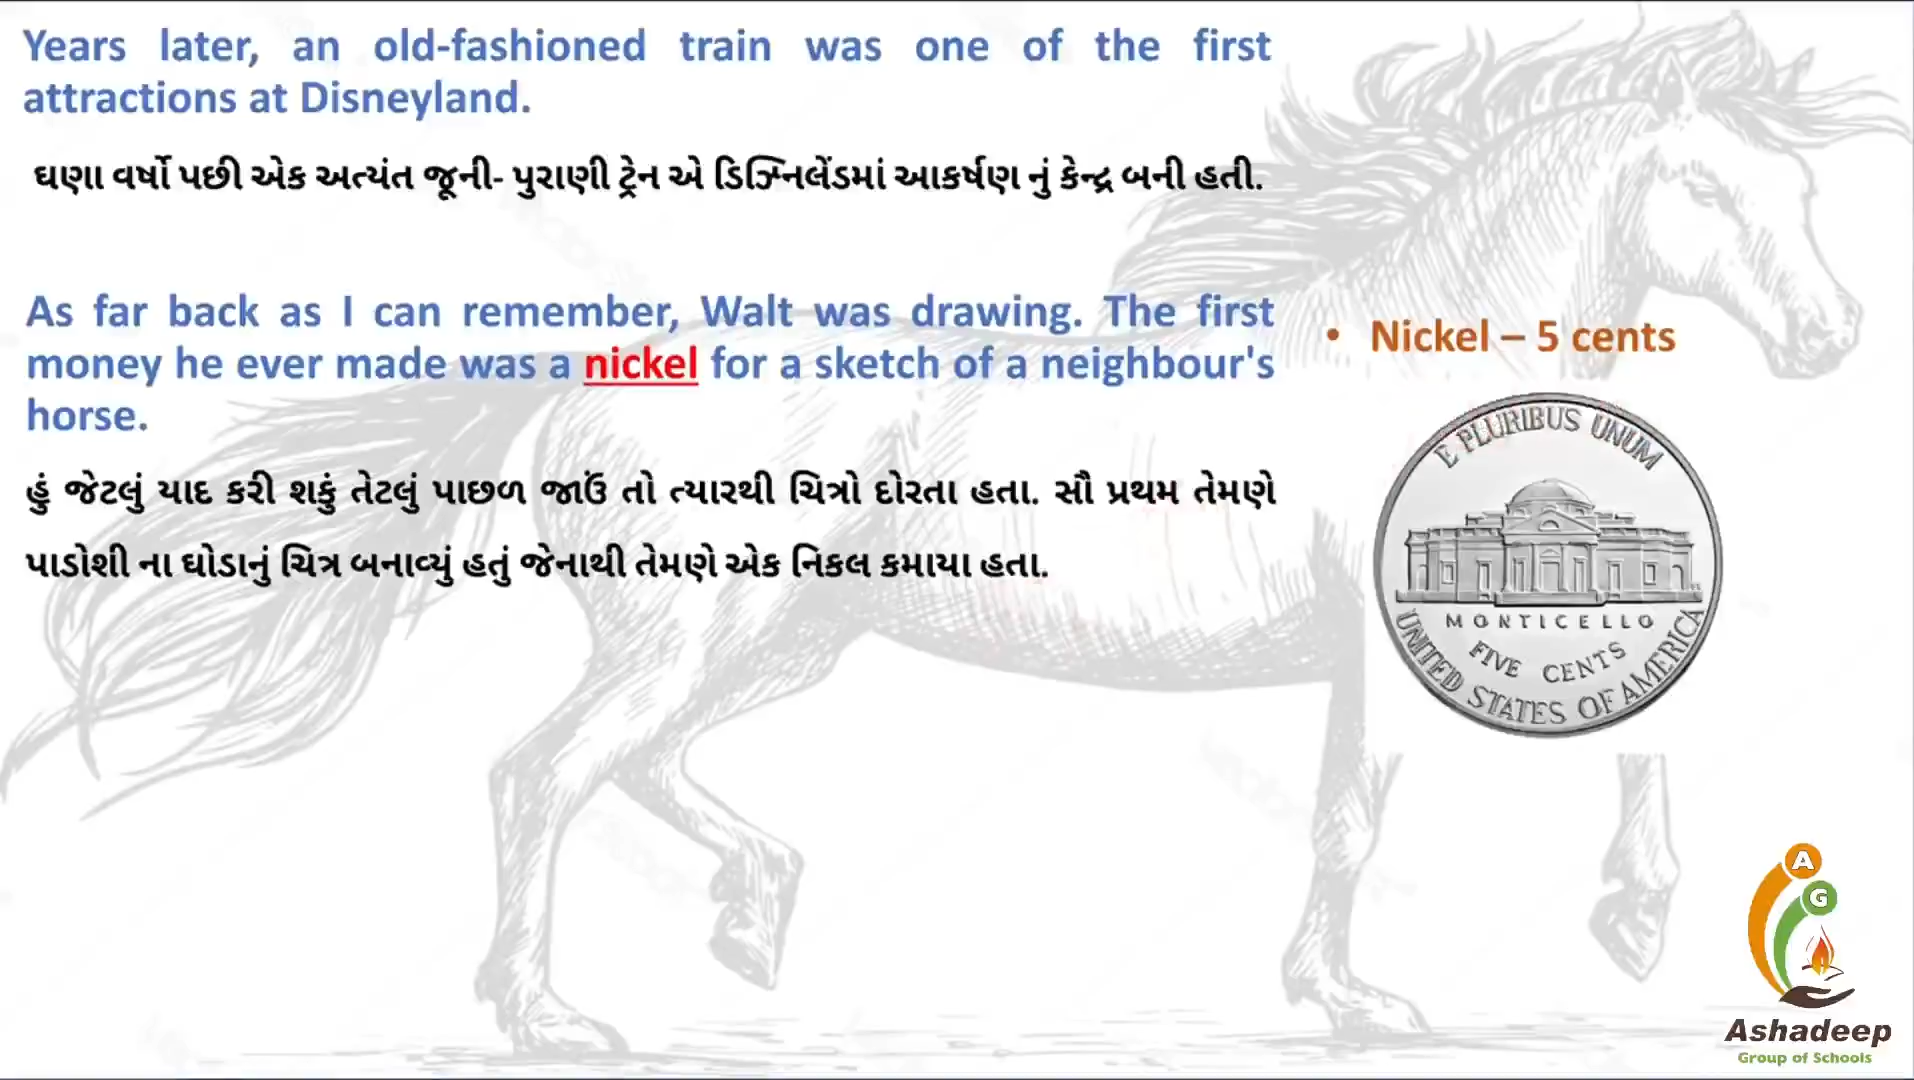 Years later, an old-fashioned train was one of the first
attractions at Disneyland.
ઘણા વર્ષો પછી એક અત્યંત જૂની- પુરાણી ટ્રેન એ ડિઝ્નિલેંડમાં આકર્ષણ નું કેન્દ્ર બની હતી.
As far back as I can remember, Walt was drawing. The first
money he ever made was a nickel for a sketch of a neighbour's
horse.
હું જેટલું યાદ કરી શકું તેટલું પાછળ જાઉં તો ત્યારથી ચિત્રો દોરતા હતા. સૌ પ્રથમ તેમણે
પાડોશી ના ઘોડાનું ચિત્ર બનાવ્યું હતું જેનાથી તેમણે એક નિકલ કમાયા હતા.
• Nickel – 5 cents
E PLURIBUS UNUM
MONTICELLO
FIVE CENTS
UNITED STATES OF AMERICA
A
G
Ashadeep
Group of Schools